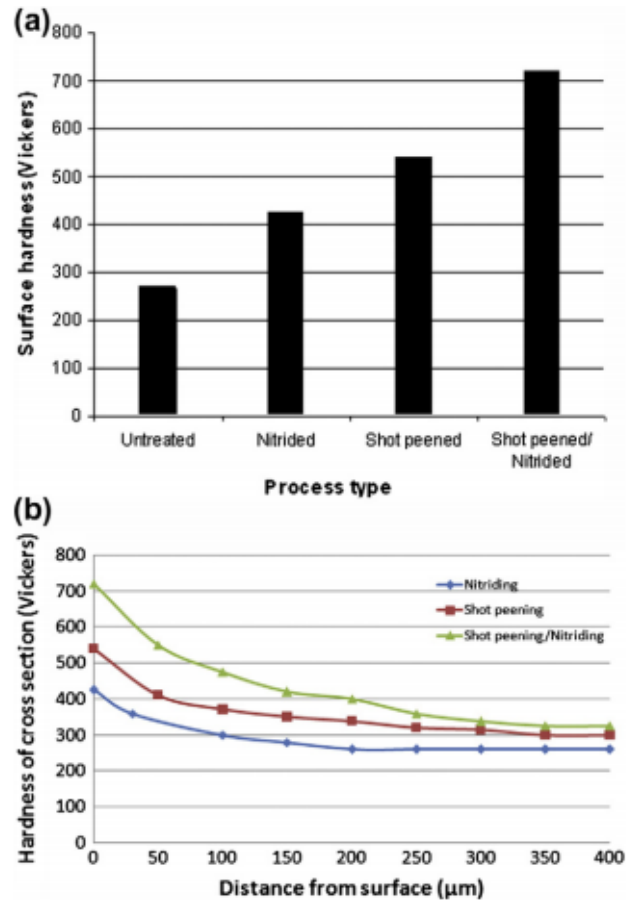 (a)
800
700
600
500
400
300
200
100
0
Surface hardness (Vickers)
Untreated
Nitrided
Shot peened
Shot peened/
Nitrided
Process type
(b)
800
700
600
500
400
300
200
100
0
Hardness of cross section (Vickers)
Nitriding
Shot peening
Shot peening/Nitriding
0 50 100 150 200 250 300 350 400
Distance from surface (µm)